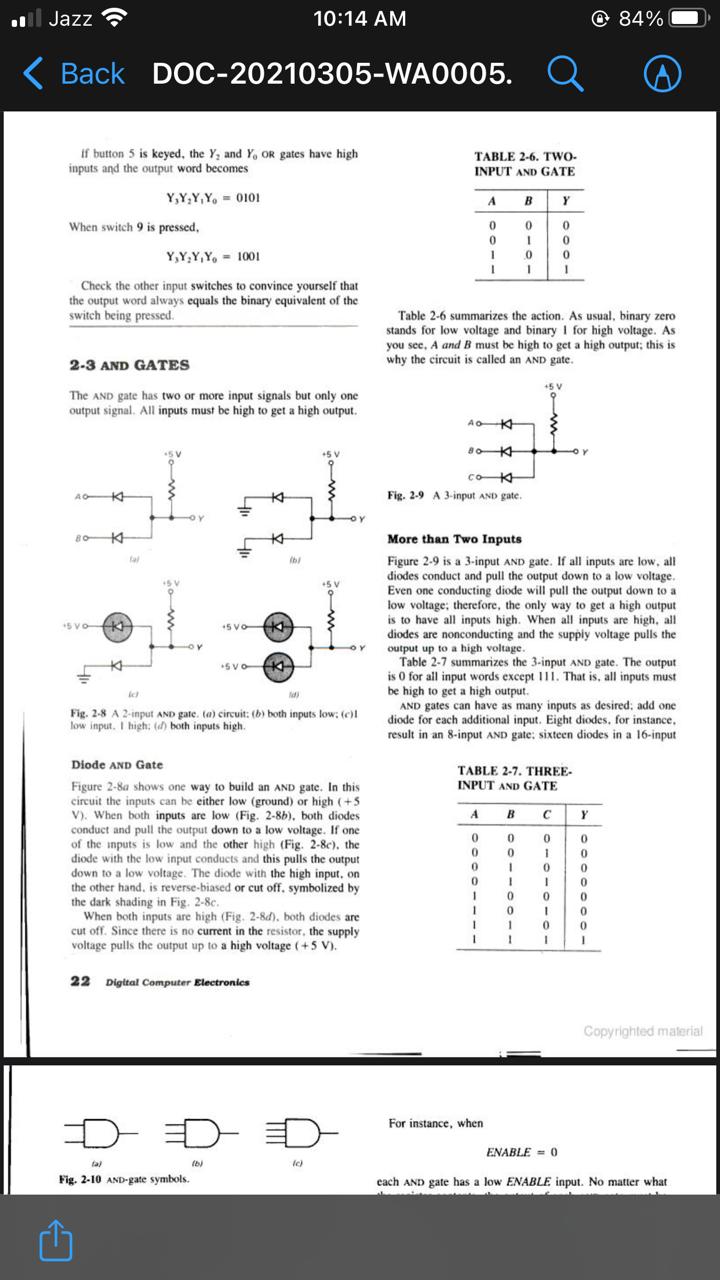 Jazz
10:14 AM
84%
Back
DOC-20210305-WA0005.
If button 5 is keyed, the Y₂ and Y₀ OR gates have high
inputs and the output word becomes
Y₃Y₂Y₁Y₀ = 0101
When switch 9 is pressed,
Y₃Y₂Y₁Y₀ = 1001
Check the other input switches to convince yourself that
the output word always equals the binary equivalent of the
switch being pressed.
2-3 AND GATES
The AND gate has two or more input signals but only one
output signal. All inputs must be high to get a high output.
+5 V
A
B
Y
(a)
+5 V
Y
(b)
+5 V
+5 V
Y
(c)
+5 V
+5 V
+5 V
Y
(d)
Fig. 2-8 A 2-input AND gate. (a) circuit; (b) both inputs low; (c)1
low input, 1 high; (d) both inputs high.
Diode AND Gate
Figure 2-8a shows one way to build an AND gate. In this
circuit the inputs can be either low (ground) or high (+5
V). When both inputs are low (Fig. 2-8b), both diodes
conduct and pull the output down to a low voltage. If one
of the inputs is low and the other high (Fig. 2-8c), the
diode with the low input conducts and this pulls the output
down to a low voltage. The diode with the high input, on
the other hand, is reverse-biased or cut off, symbolized by
the dark shading in Fig. 2-8c.
When both inputs are high (Fig. 2-8d), both diodes are
cut off. Since there is no current in the resistor, the supply
voltage pulls the output up to a high voltage (+5 V).
22 Digital Computer Electronics
TABLE 2-6. TWO-
INPUT AND GATE
A B Y
0 0 0
0 1 0
1 0 0
1 1 1
Table 2-6 summarizes the action. As usual, binary zero
stands for low voltage and binary 1 for high voltage. As
you see, A and B must be high to get a high output; this is
why the circuit is called an AND gate.
+5 V
A
B
Y
C
Fig. 2-9 A 3-input AND gate.
More than Two Inputs
Figure 2-9 is a 3-input AND gate. If all inputs are low, all
diodes conduct and pull the output down to a low voltage.
Even one conducting diode will pull the output down to a
low voltage; therefore, the only way to get a high output
is to have all inputs high. When all inputs are high, all
diodes are nonconducting and the supply voltage pulls the
output up to a high voltage.
Table 2-7 summarizes the 3-input AND gate. The output
is 0 for all input words except 111. That is, all inputs must
be high to get a high output.
AND gates can have as many inputs as desired; add one
diode for each additional input. Eight diodes, for instance,
result in an 8-input AND gate; sixteen diodes in a 16-input
TABLE 2-7. THREE-
INPUT AND GATE
A B C Y
0 0 0 0
0 0 1 0
0 1 0 0
0 1 1 0
1 0 0 0
1 0 1 0
1 1 0 0
1 1 1 1
Copyrighted material
(a)
(b)
(c)
Fig. 2-10 AND-gate symbols.
For instance, when
ENABLE = 0
each AND gate has a low ENABLE input. No matter what